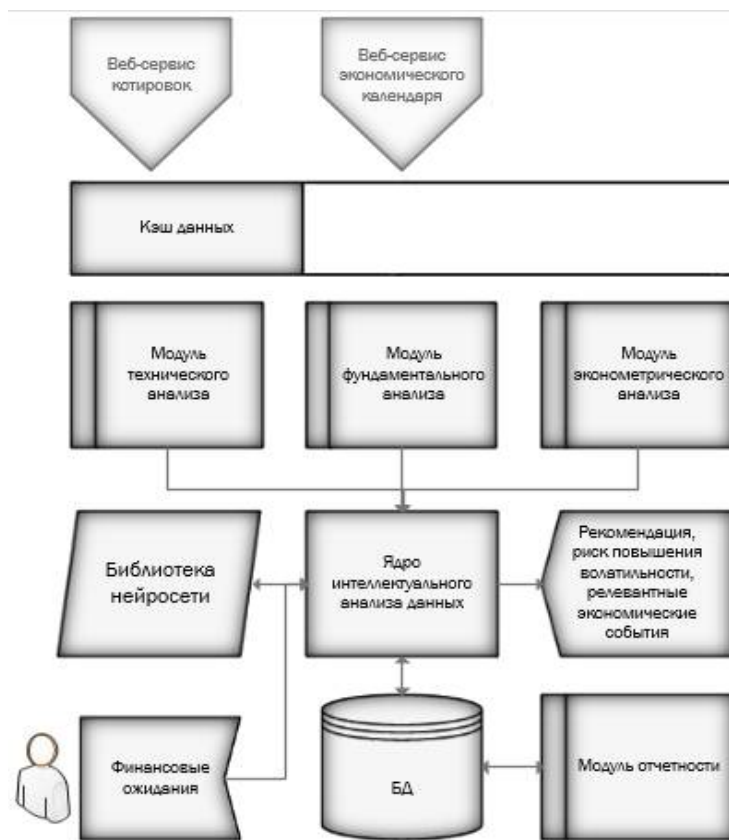 Веб-сервис
котировок
Веб-сервис
экономического
календаря
Кэш данных
Модуль
технического
анализа
Модуль
фундаментального
анализа
Модуль
эконометрического
анализа
Библиотека
нейросети
Ядро
интеллектуального
анализа данных
Рекомендация,
риск повышения
волатильности,
релевантные
экономические
события
Финансовые
ожидания
БД
Модуль отчетности